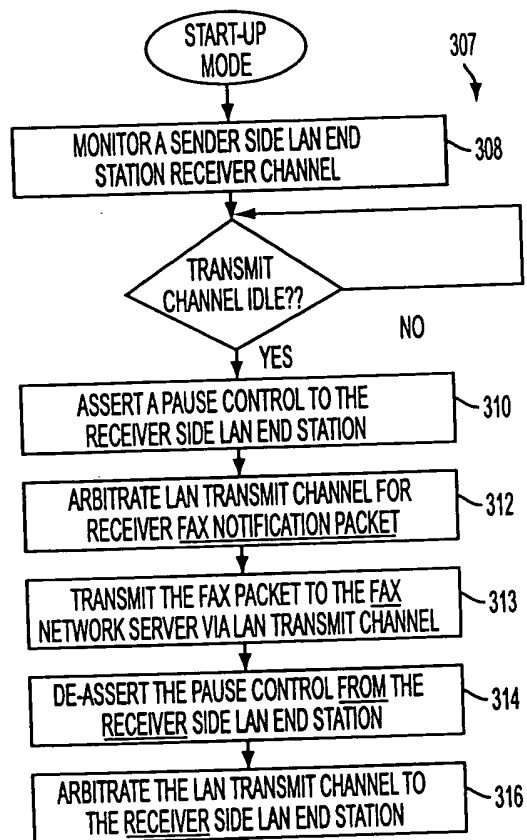 START-UP
MODE
307
MONITOR A SENDER SIDE LAN END
STATION RECEIVER CHANNEL
308
TRANSMIT
CHANNEL IDLE??
NO
YES
ASSERT A PAUSE CONTROL TO THE
RECEIVER SIDE LAN END STATION
310
ARBITRATE LAN TRANSMIT CHANNEL FOR
RECEIVER FAX NOTIFICATION PACKET
312
TRANSMIT THE FAX PACKET TO THE FAX
NETWORK SERVER VIA LAN TRANSMIT CHANNEL
313
DE-ASSERT THE PAUSE CONTROL FROM THE
RECEIVER SIDE LAN END STATION
314
ARBITRATE THE LAN TRANSMIT CHANNEL TO
THE RECEIVER SIDE LAN END STATION
316